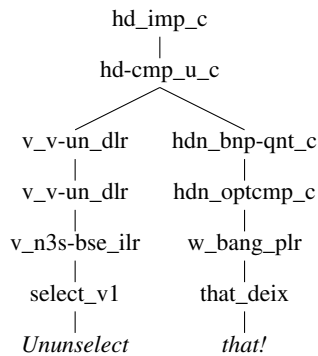 hd_imp_c
hd-cmp_u_c
v_v-un_dlr hdn_bnp-qnt_c
v_v-un_dlr hdn_optcmp_c
v_n3s-bse_ilr w_bang_plr
select_v1 that_deix
Ununselect that!